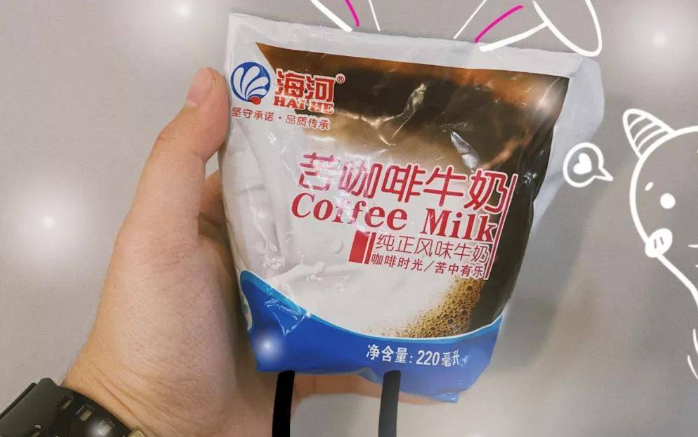 海河®
HAI HE
坚守承诺·品质传承
苦咖啡牛奶
Coffee Milk
纯正风味牛奶
咖啡时光/苦中有乐
净含量:220毫升